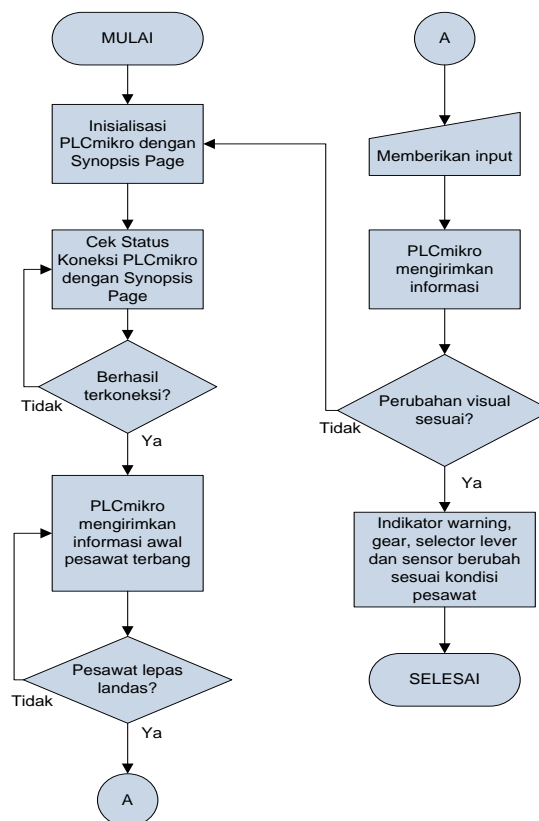 MULAI
Inisialisasi
PLCmikro dengan
Synopsis Page
Cek Status
Koneksi PLCmikro
dengan Synopsis
Page
Berhasil
terkoneksi?
Tidak
Ya
PLCmikro
mengirimkan
informasi awal
pesawat terbang
Pesawat lepas
landas?
Tidak
Ya
A
A
Memberikan input
PLCmikro
mengirimkan
informasi
Perubahan visual
sesuai?
Tidak
Ya
Indikator warning,
gear, selector lever
dan sensor berubah
sesuai kondisi
pesawat
SELESAI